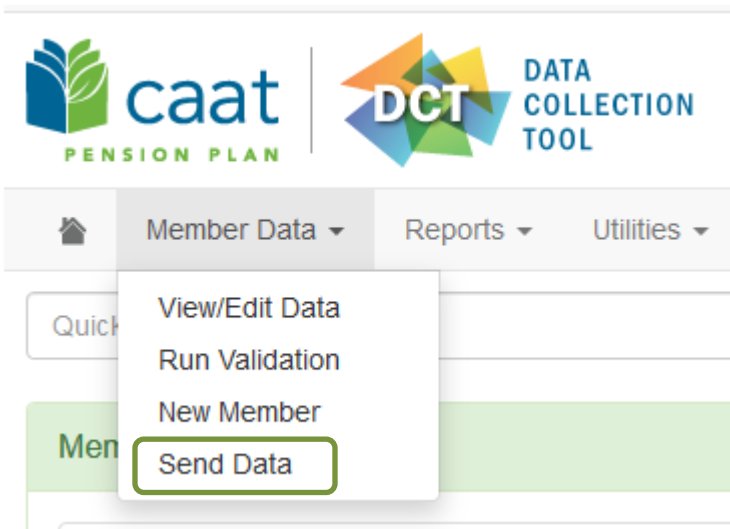 caat
PENSION PLAN
DCT
DATA
COLLECTION
TOOL
Member Data
Reports
Utilities
View/Edit Data
Run Validation
New Member
Send Data